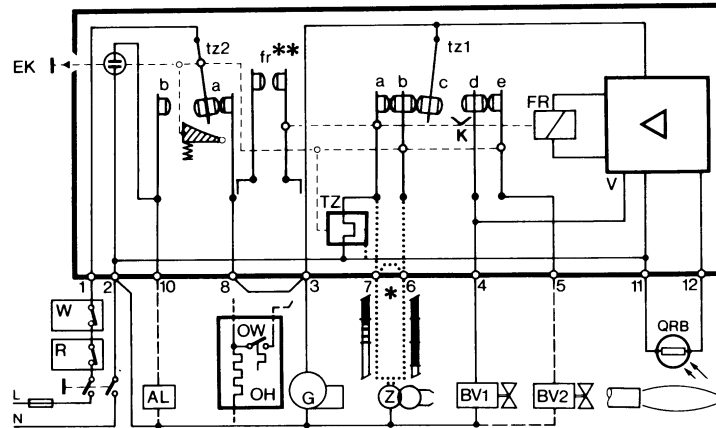 tz2
fr**
tz1
EK
b
a
a
b
c
d
e
FR
K
V
TZ
1
2
10
8
3
7
*
6
4
5
11
12
W
OW
QRB
R
L
AL
OH
G
Z
BV1
BV2
N